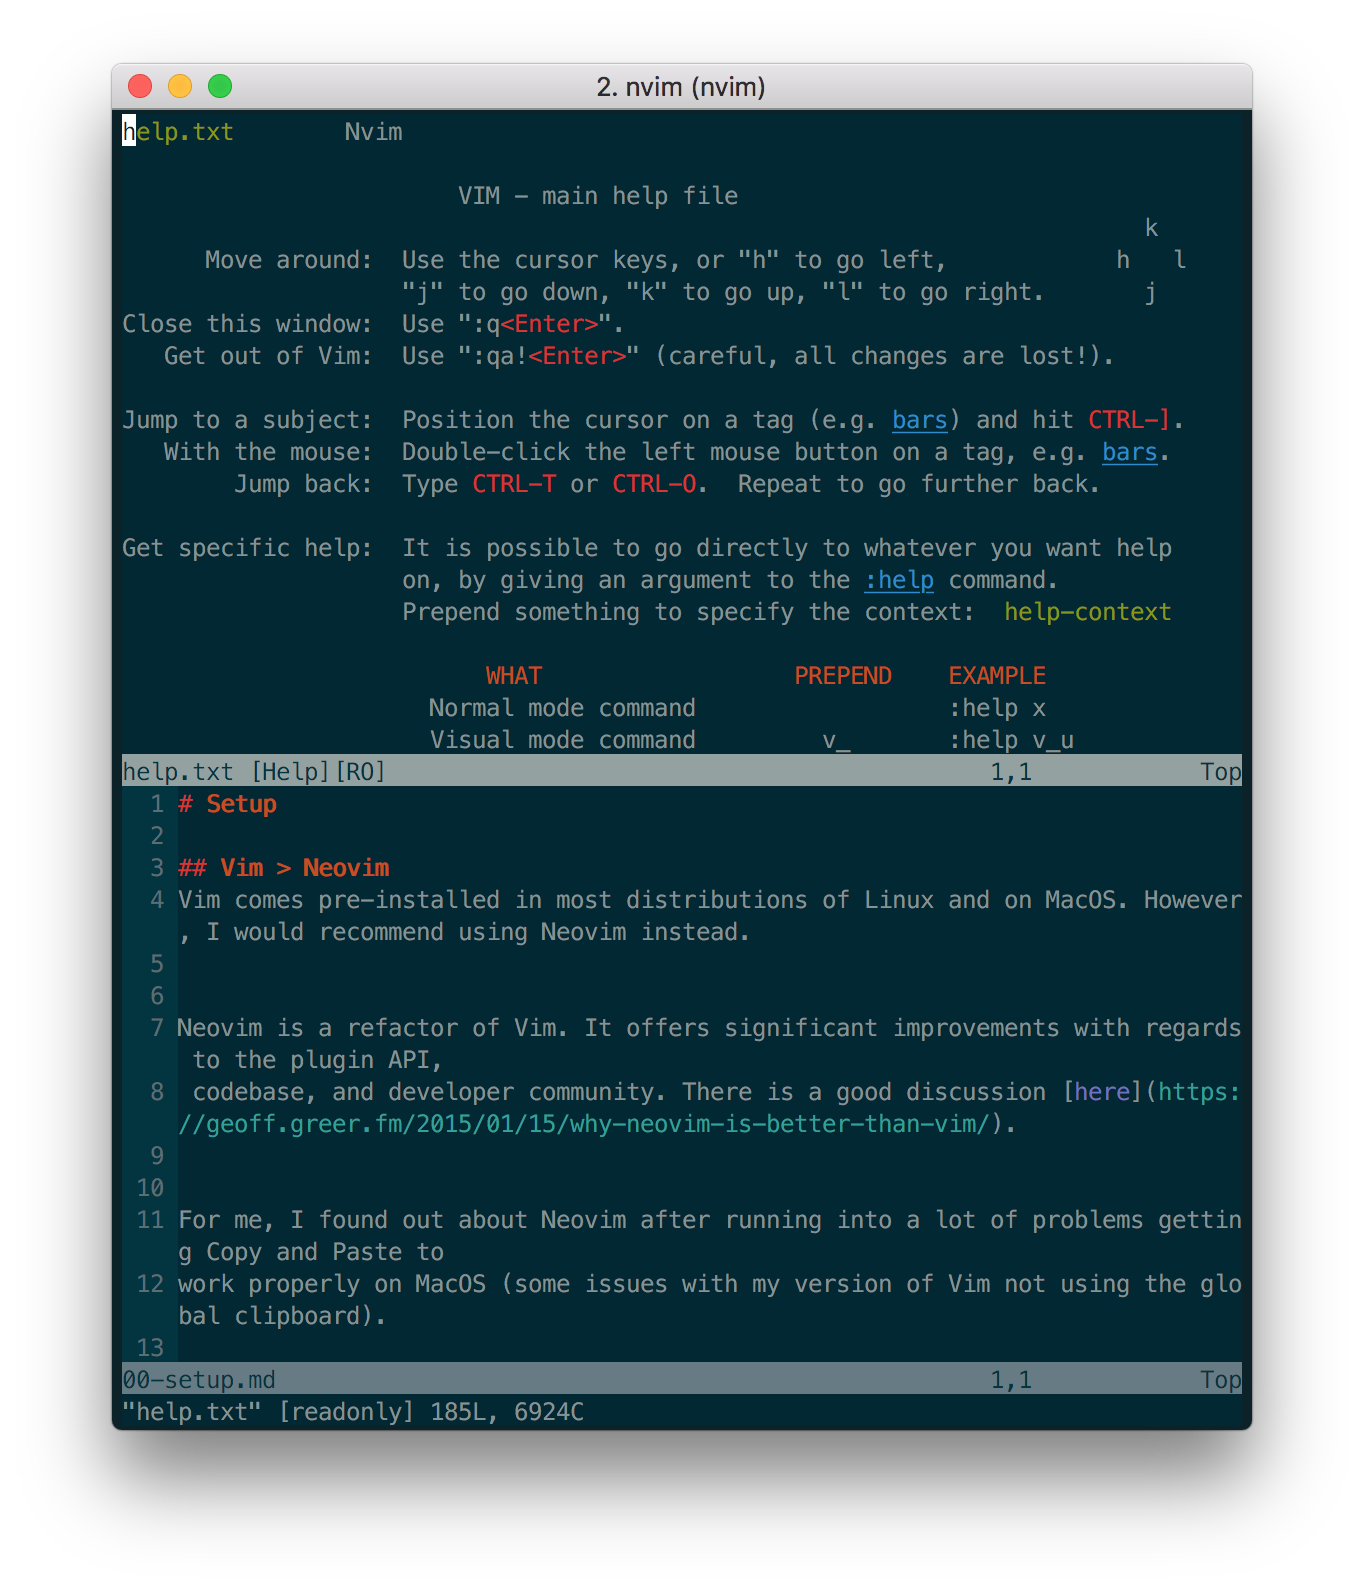 2. nvim (nvim)
help.txt        Nvim
VIM - main help file
k
Move around:  Use the cursor keys, or "h" to go left,            h   l
"j" to go down, "k" to go up, "l" to go right.       j
Close this window:  Use ":q<Enter>".
Get out of Vim:  Use ":qa!<Enter>" (careful, all changes are lost!).
Jump to a subject:  Position the cursor on a tag (e.g. bars) and hit CTRL-].
With the mouse:  Double-click the left mouse button on a tag, e.g. bars.
Jump back:  Type CTRL-T or CTRL-O.  Repeat to go further back.
Get specific help:  It is possible to go directly to whatever you want help
on, by giving an argument to the :help command.
Prepend something to specify the context:  help-context
WHAT                  PREPEND    EXAMPLE
Normal mode command                  :help x
Visual mode command         v_       :help v_u
help.txt [Help][RO]                                           1,1            Top
1 # Setup
2
3 ## Vim > Neovim
4 Vim comes pre-installed in most distributions of Linux and on MacOS. However
, I would recommend using Neovim instead.
5
6
7 Neovim is a refactor of Vim. It offers significant improvements with regards
to the plugin API,
8  codebase, and developer community. There is a good discussion [here](https:
//geoff.greer.fm/2015/01/15/why-neovim-is-better-than-vim/).
9
10
11 For me, I found out about Neovim after running into a lot of problems gettin
g Copy and Paste to
12 work properly on MacOS (some issues with my version of Vim not using the glo
bal clipboard).
13
00-setup.md                                                   1,1            Top
"help.txt" [readonly] 185L, 6924C